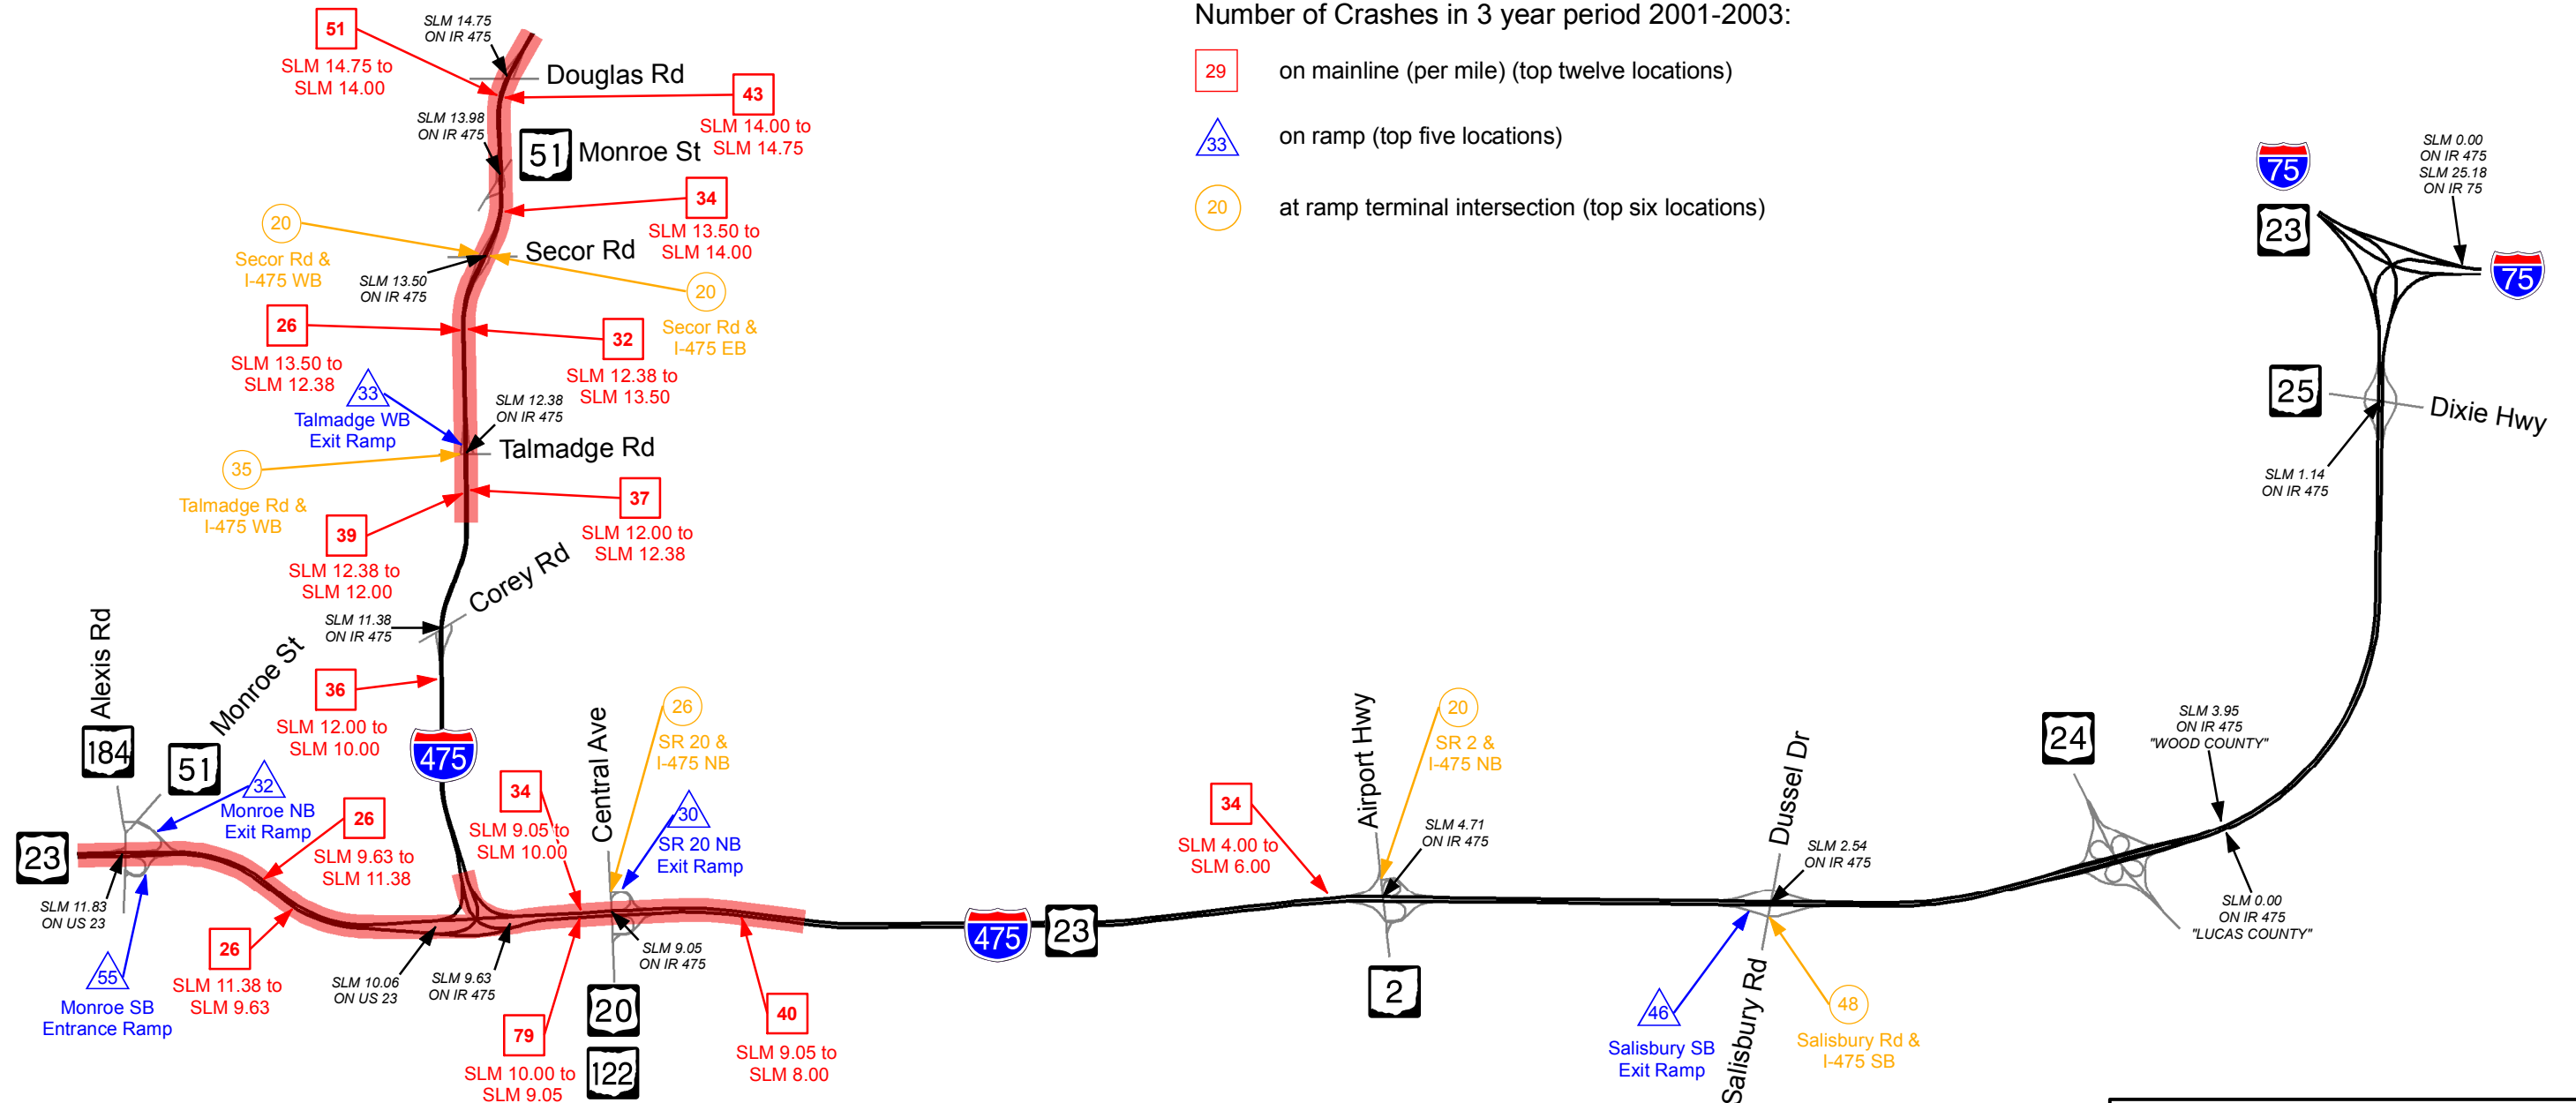 Number of Crashes in 3 year period 2001-2003:
29
on mainline (per mile) (top twelve locations)
33
on ramp (top five locations)
20
at ramp terminal intersection (top six locations)
51
SLM 14.75 to
SLM 14.00
SLM 14.75
ON IR 475
Douglas Rd
43
SLM 14.00 to
SLM 14.75
SLM 13.98
ON IR 475
51
Monroe St
34
SLM 13.50 to
SLM 14.00
20
Secor Rd &
I-475 WB
Secor Rd
SLM 13.50
ON IR 475
20
Secor Rd &
I-475 EB
26
SLM 13.50 to
SLM 12.38
32
SLM 12.38 to
SLM 13.50
33
Talmadge WB
Exit Ramp
SLM 12.38
ON IR 475
Talmadge Rd
35
Talmadge Rd &
I-475 WB
37
SLM 12.00 to
SLM 12.38
39
SLM 12.38 to
SLM 12.00
Corey Rd
SLM 11.38
ON IR 475
36
SLM 12.00 to
SLM 10.00
475
Alexis Rd
184
Monroe St
51
32
Monroe NB
Exit Ramp
23
26
SLM 9.63 to
SLM 11.38
SLM 11.83
ON US 23
55
Monroe SB
Entrance Ramp
26
SLM 11.38 to
SLM 9.63
SLM 10.06
ON US 23
SLM 9.63
ON IR 475
34
SLM 9.05 to
SLM 10.00
79
SLM 10.00 to
SLM 9.05
Central Ave
26
SR 20 &
I-475 NB
30
SR 20 NB
Exit Ramp
SLM 9.05
ON IR 475
20
122
40
SLM 9.05 to
SLM 8.00
475
23
34
SLM 4.00 to
SLM 6.00
Airport Hwy
20
SR 2 &
I-475 NB
SLM 4.71
ON IR 475
2
Dussel Dr
SLM 2.54
ON IR 475
46
Salisbury SB
Exit Ramp
Salisbury Rd
48
Salisbury Rd &
I-475 SB
24
SLM 3.95
ON IR 475
"WOOD COUNTY"
SLM 0.00
ON IR 475
"LUCAS COUNTY"
75
23
SLM 0.00
ON IR 475
SLM 25.18
ON IR 75
75
25
Dixie Hwy
SLM 1.14
ON IR 475